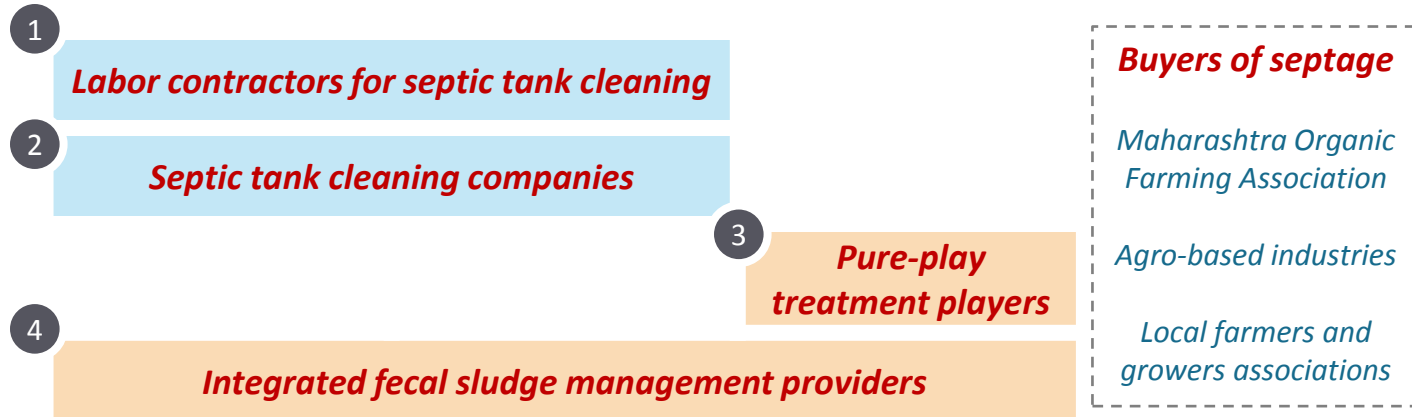 1
Labor contractors for septic tank cleaning
2
Septic tank cleaning companies
3
Pure-play
treatment players
4
Integrated fecal sludge management providers
Buyers of septage
Maharashtra Organic
Farming Association
Agro-based industries
Local farmers and
growers associations